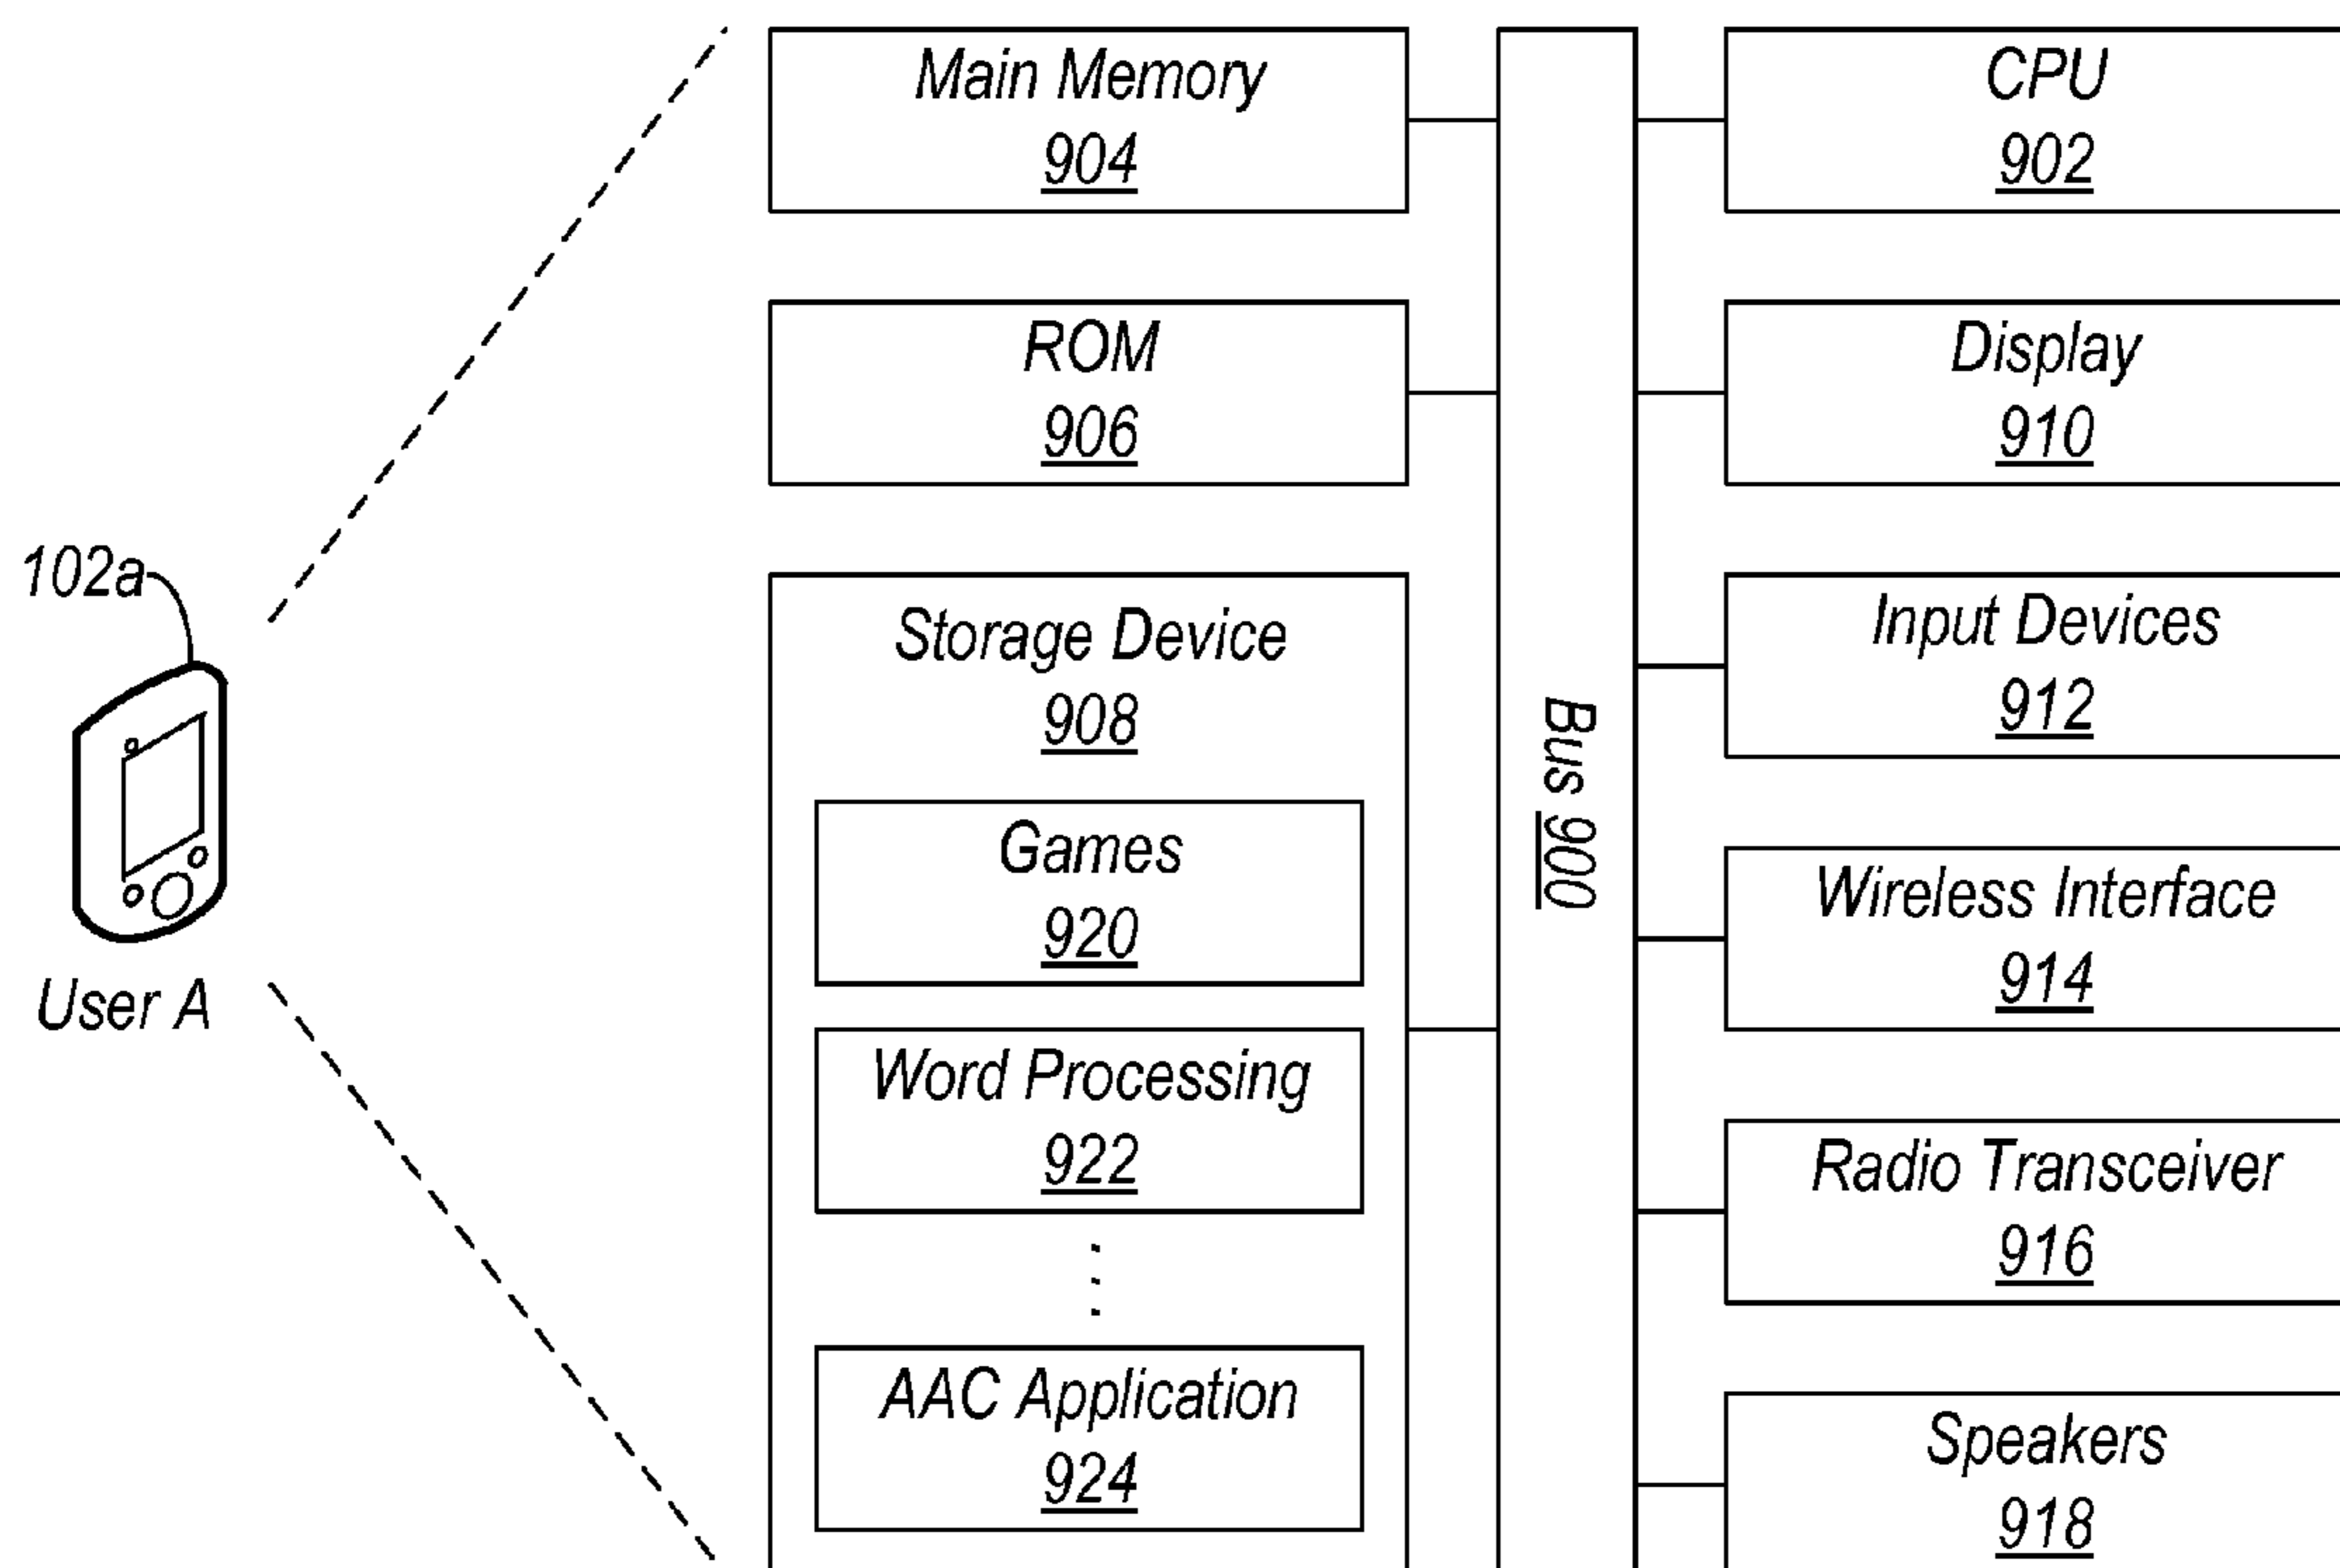 102a
User A
Main Memory
904
ROM
906
Storage Device
908
Games
920
Word Processing
922
AAC Application
924
Bus 900
CPU
902
Display
910
Input Devices
912
Wireless Interface
914
Radio Transceiver
916
Speakers
918